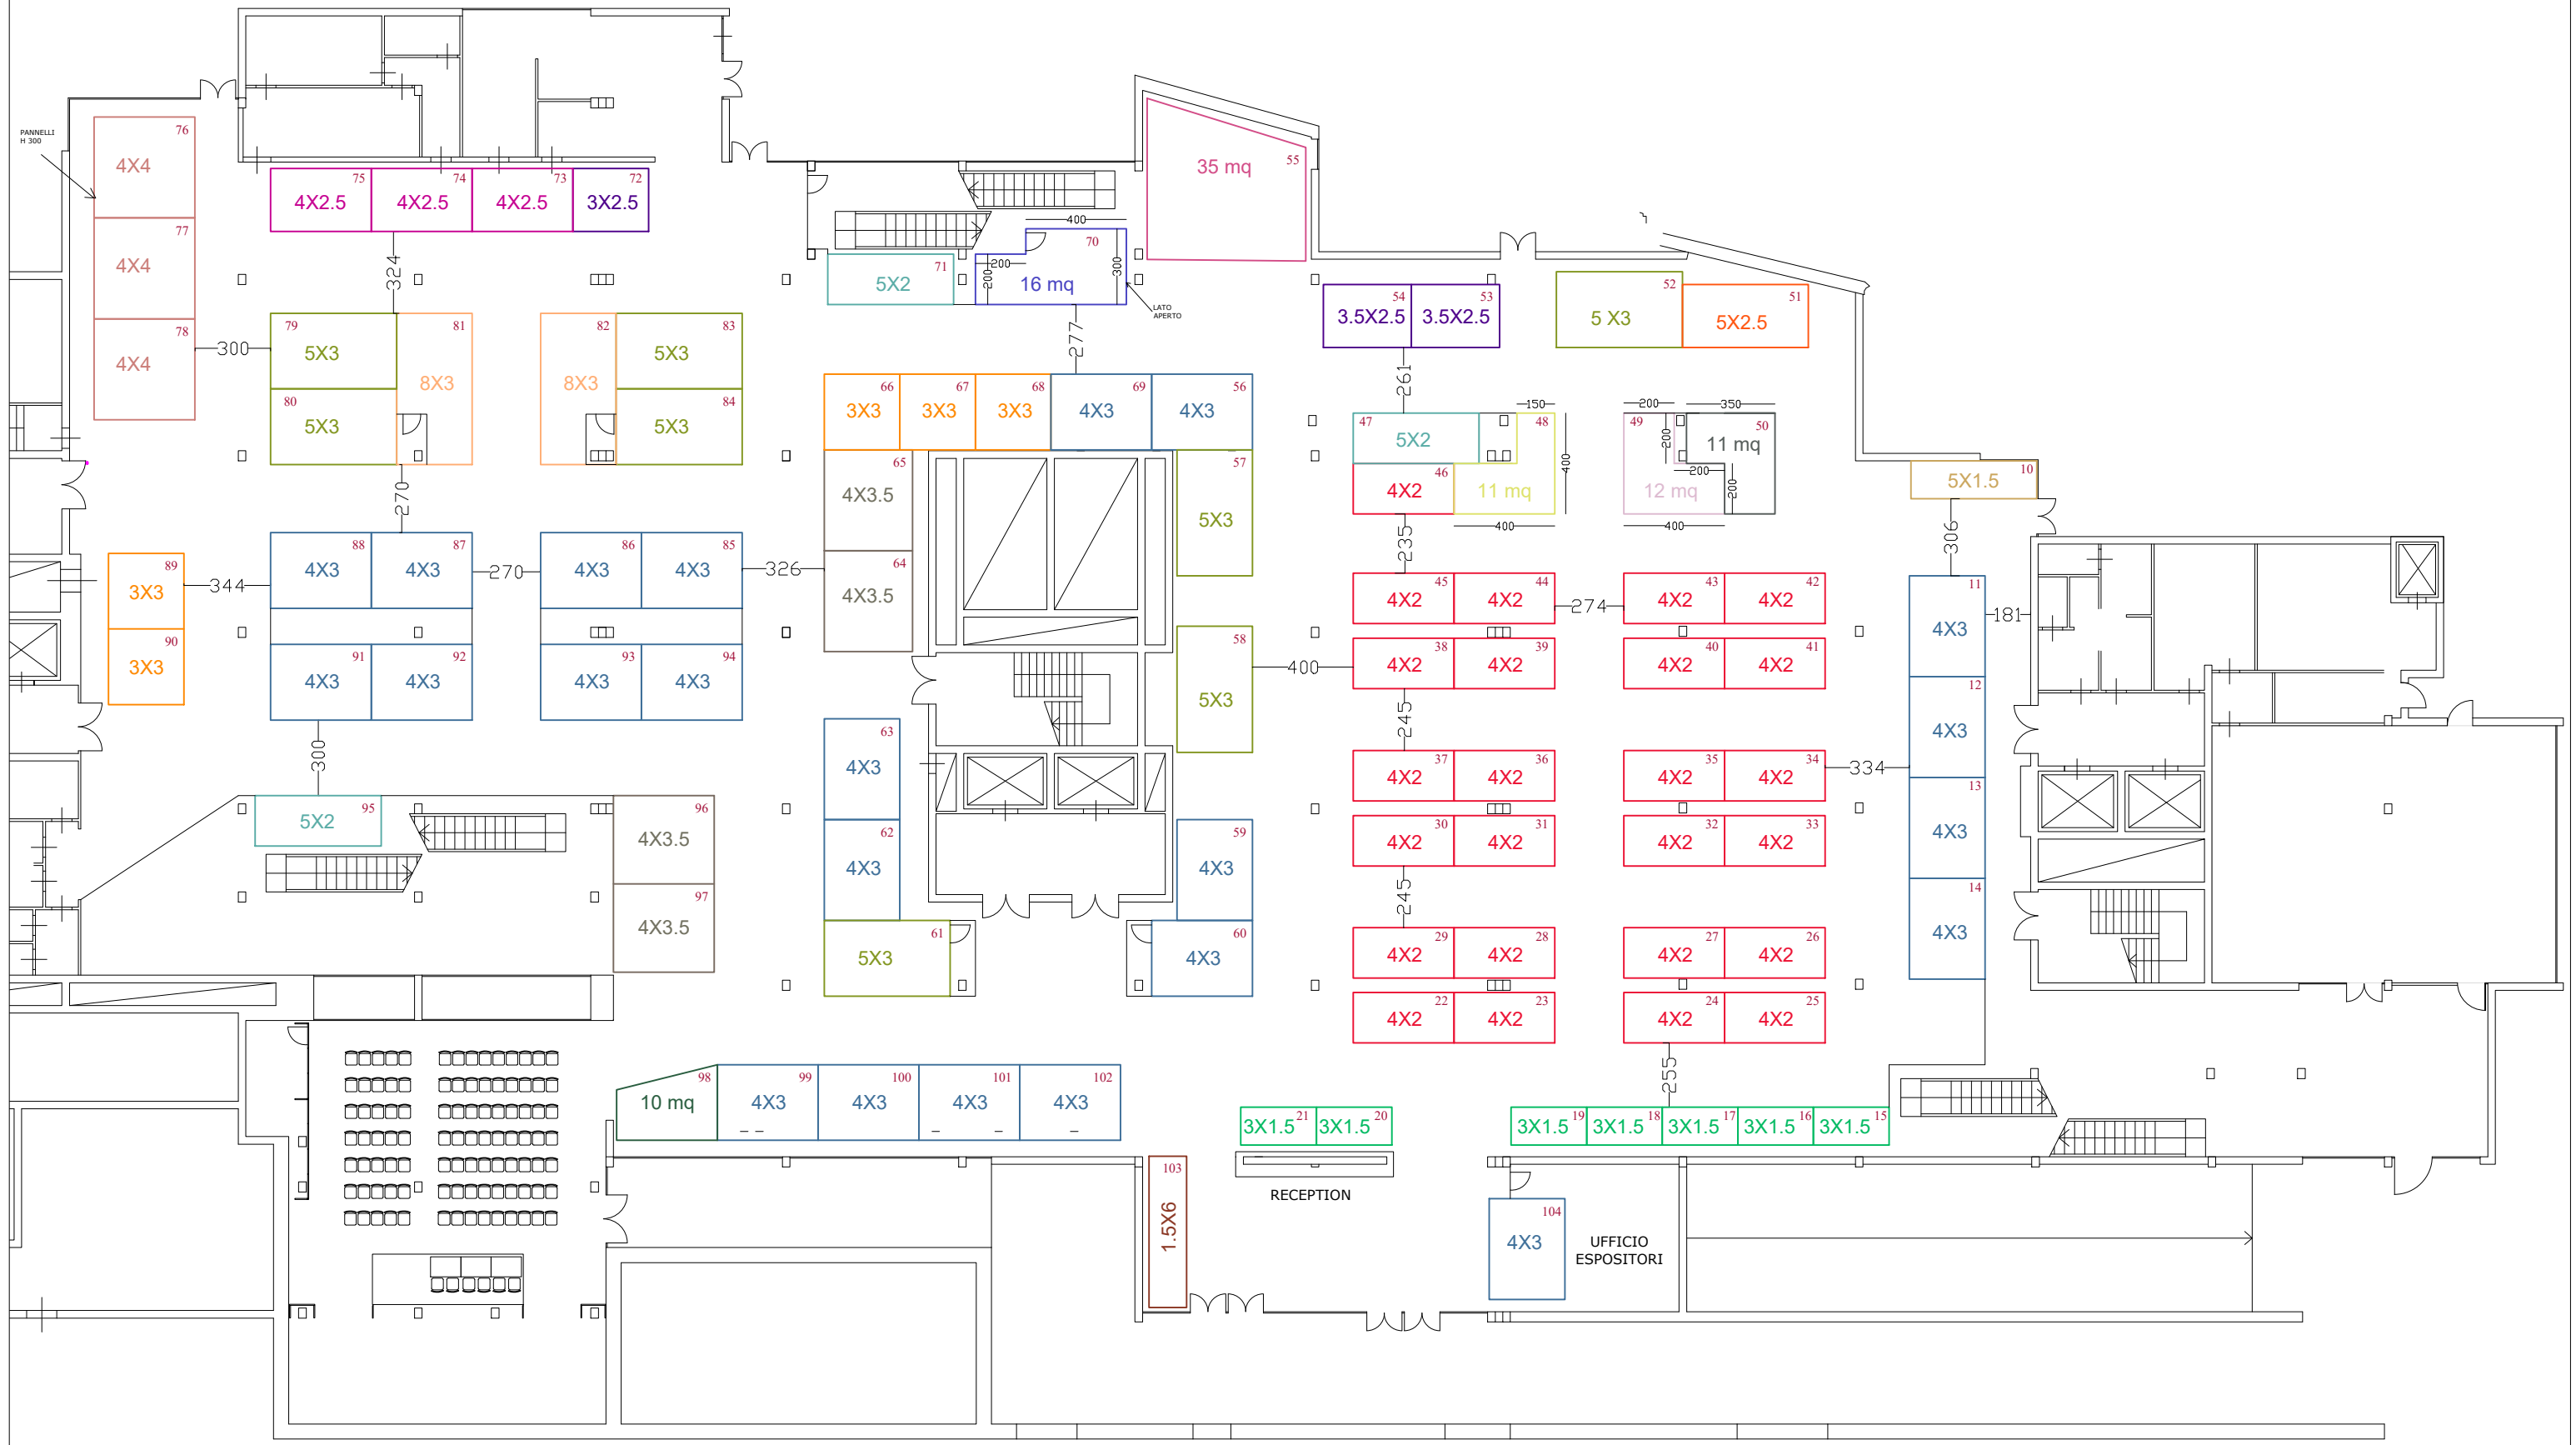 PANNELLI
H 300
76
4X4
77
4X4
78
4X4
75
4X2.5
74
4X2.5
73
4X2.5
72
3X2.5
324
300
71
5X2
400
70
200
200
300
16 mq
LATO
APERTO
277
55
35 mq
54
3.5X2.5
53
3.5X2.5
52
5 X3
51
5X2.5
261
79
5X3
80
5X3
81
8X3
82
8X3
83
5X3
84
5X3
270
66
3X3
67
3X3
68
3X3
69
4X3
56
4X3
65
4X3.5
64
4X3.5
57
5X3
58
5X3
47
5X2
46
4X2
150
48
400
11 mq
400
200
350
49
200
12 mq
400
50
11 mq
200
200
235
10
5X1.5
306
89
3X3
90
3X3
344
88
4X3
87
4X3
270
86
4X3
85
4X3
326
91
4X3
92
4X3
93
4X3
94
4X3
300
45
4X2
44
4X2
274
43
4X2
42
4X2
400
38
4X2
39
4X2
40
4X2
41
4X2
245
11
4X3
181
12
4X3
13
4X3
14
4X3
63
4X3
62
4X3
61
5X3
59
4X3
60
4X3
37
4X2
36
4X2
35
4X2
34
4X2
334
30
4X2
31
4X2
32
4X2
33
4X2
245
95
5X2
96
4X3.5
97
4X3.5
29
4X2
28
4X2
27
4X2
26
4X2
22
4X2
23
4X2
24
4X2
25
4X2
255
98
10 mq
99
4X3
100
4X3
101
4X3
102
4X3
21
3X1.5
20
3X1.5
19
3X1.5
18
3X1.5
17
3X1.5
16
3X1.5
15
3X1.5
103
1.5X6
RECEPTION
104
4X3
UFFICIO
ESPOSITORI